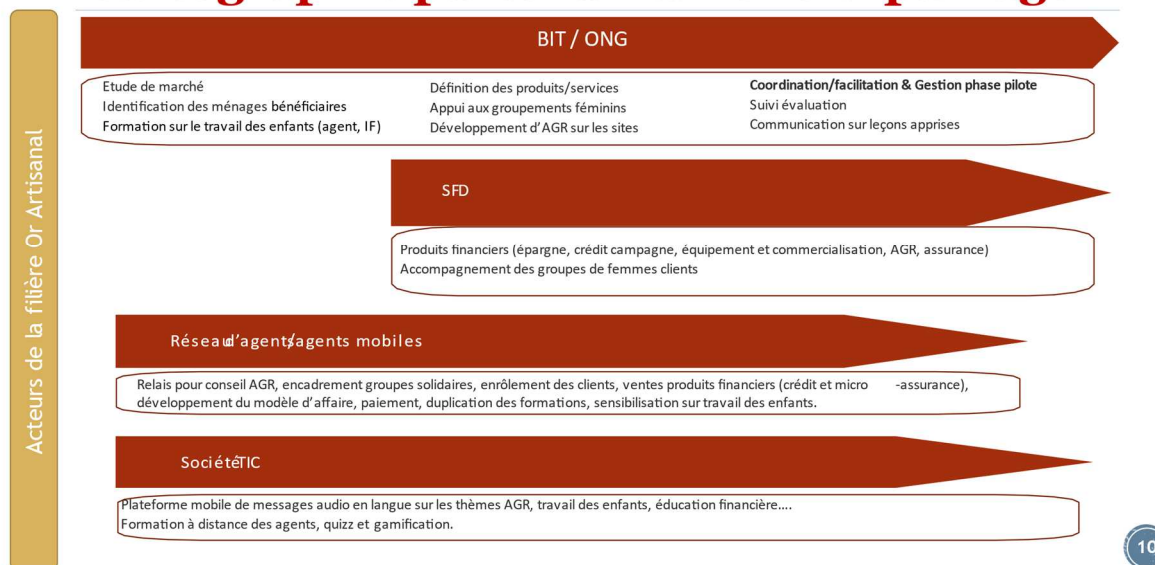 BIT / ONG
Etude de marché
Identification des ménages bénéficiaires
Formation sur le travail des enfants (agent, IF)
Définition des produits/services
Appui aux groupements féminins
Développement d’AGR sur les sites
Coordination/facilitation & Gestion phase pilote
Suivi évaluation
Communication sur leçons apprises
Acteurs de la filière Or Artisanal
SFD
Produits financiers (épargne, crédit campagne, équipement et commercialisation, AGR, assurance)
Accompagnement des groupes de femmes clients
Réseau d’agents/agents mobiles
Relais pour conseil AGR, encadrement groupes solidaires, enrôlement des clients, ventes produits financiers (crédit et micro -assurance),
développement du modèle d’affaire, paiement, duplication des formations, sensibilisation sur travail des enfants.
Société TIC
Plateforme mobile de messages audio en langue sur les thèmes AGR, travail des enfants, éducation financière....
Formation à distance des agents, quizz et gamification.
10